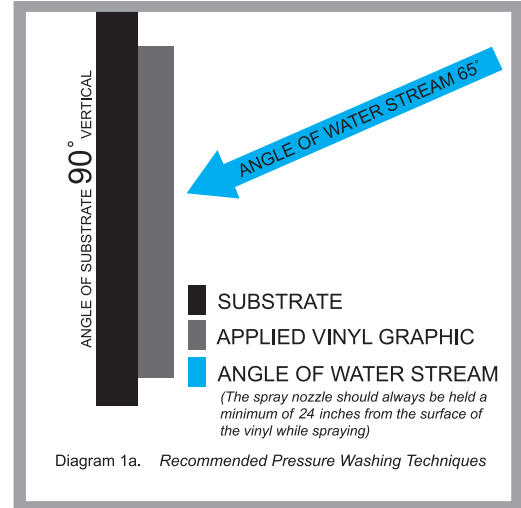 ANGLE OF SUBSTRATE 90° VERTICAL
ANGLE OF WATER STREAM 65°
SUBSTRATE
APPLIED VINYL GRAPHIC
ANGLE OF WATER STREAM
(The spray nozzle should always be held a
minimum of 24 inches from the surface of
the vinyl while spraying)
Diagram 1a. Recommended Pressure Washing Techniques